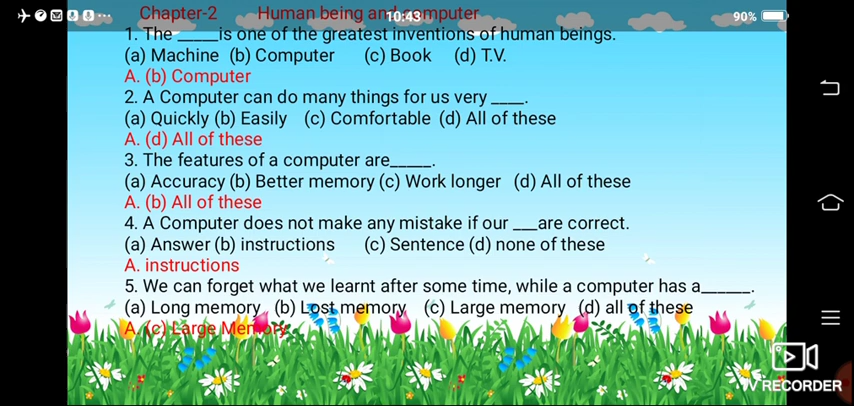 10:43
90%
Chapter-2 Human being and computer
1. The _____is one of the greatest inventions of human beings.
(a) Machine (b) Computer (c) Book (d) T.V.
A. (b) Computer
2. A Computer can do many things for us very ____.
(a) Quickly (b) Easily (c) Comfortable (d) All of these
A. (d) All of these
3. The features of a computer are_____.
(a) Accuracy (b) Better memory (c) Work longer (d) All of these
A. (b) All of these
4. A Computer does not make any mistake if our ___are correct.
(a) Answer (b) instructions (c) Sentence (d) none of these
A. instructions
5. We can forget what we learnt after some time, while a computer has a______.
(a) Long memory (b) Lost memory (c) Large memory (d) all of these
A. (c) Large Memory
RECORDER